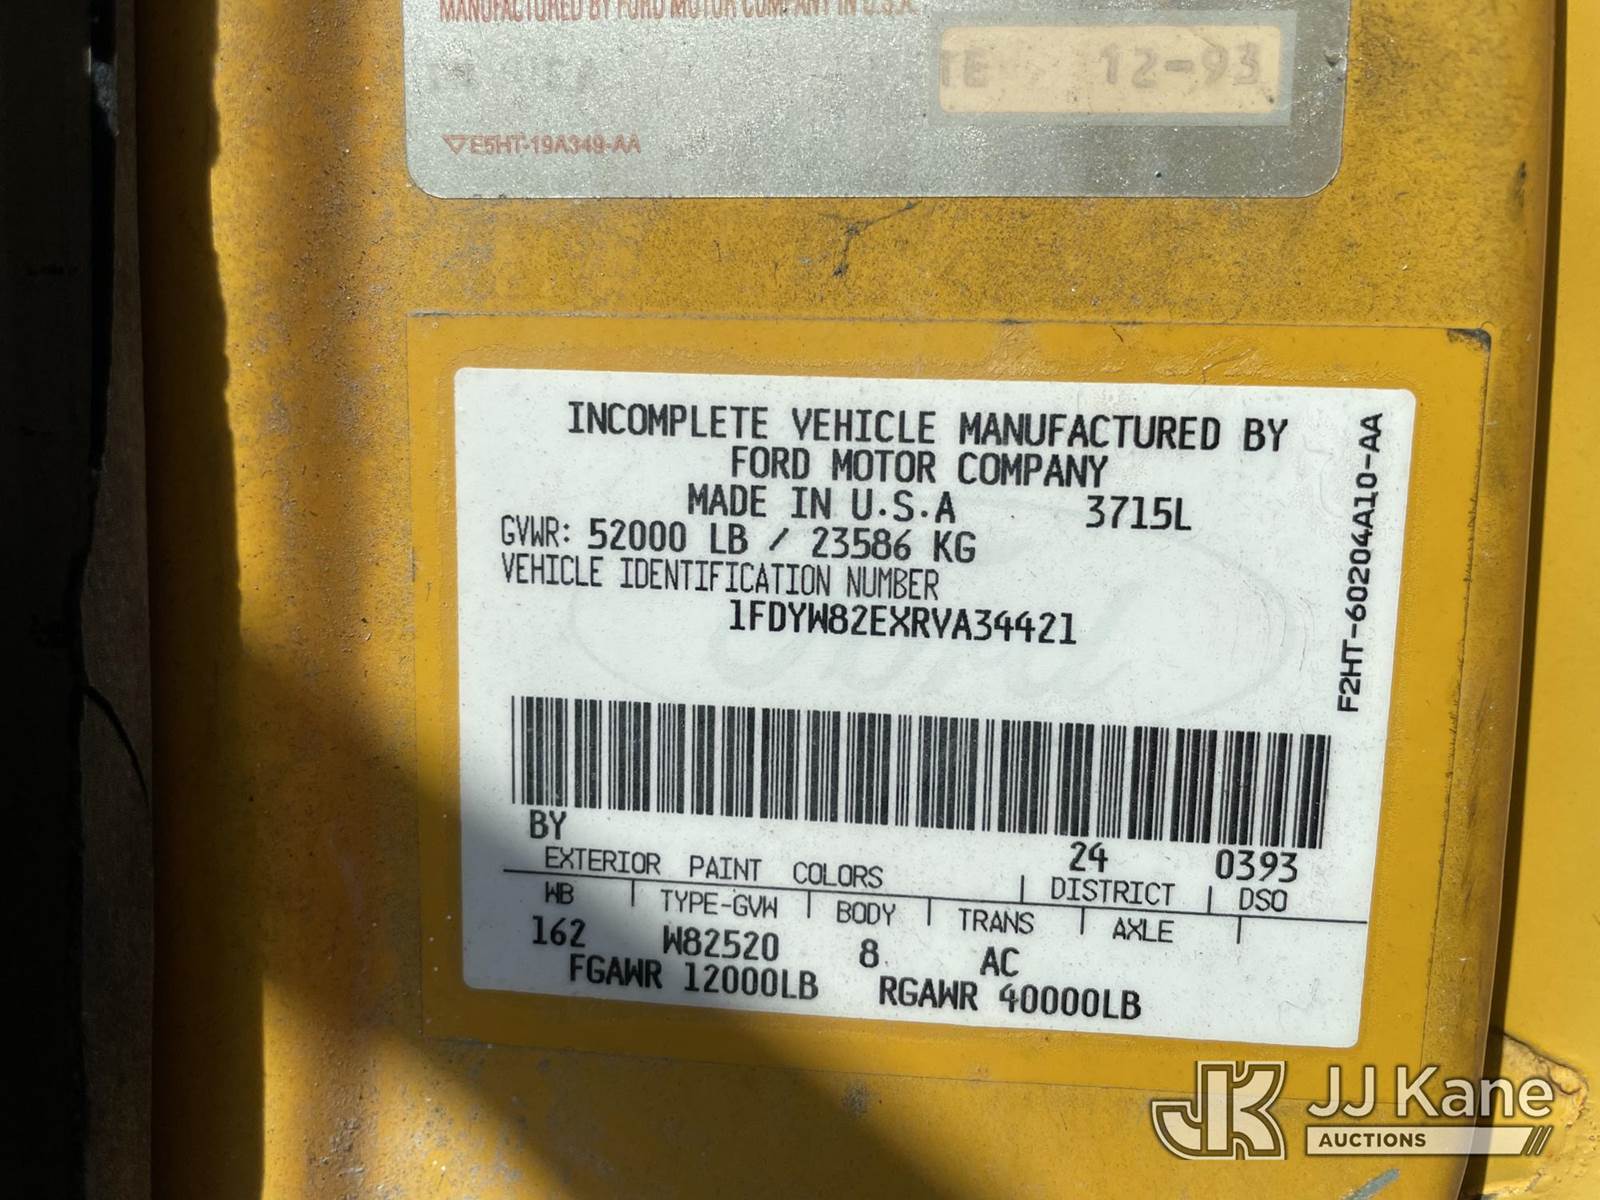 MANUFACTURED BY FORD MOTOR COMPANY IN U.S.A.
TE 12-93
E5HT-19A349-AA
INCOMPLETE VEHICLE MANUFACTURED BY
FORD MOTOR COMPANY
MADE IN U.S.A 3715L
GVWR: 52000 LB / 23586 KG
VEHICLE IDENTIFICATION NUMBER
1FDYW82EXRVA34421
F2HT-60204A10-AA
BY 24 0393
EXTERIOR PAINT COLORS DISTRICT DSO
WB TYPE-GVW BODY TRANS AXLE
162 W82520 8 AC
FGAWR 12000LB RGAWR 40000LB
JK JJ Kane
AUCTIONS